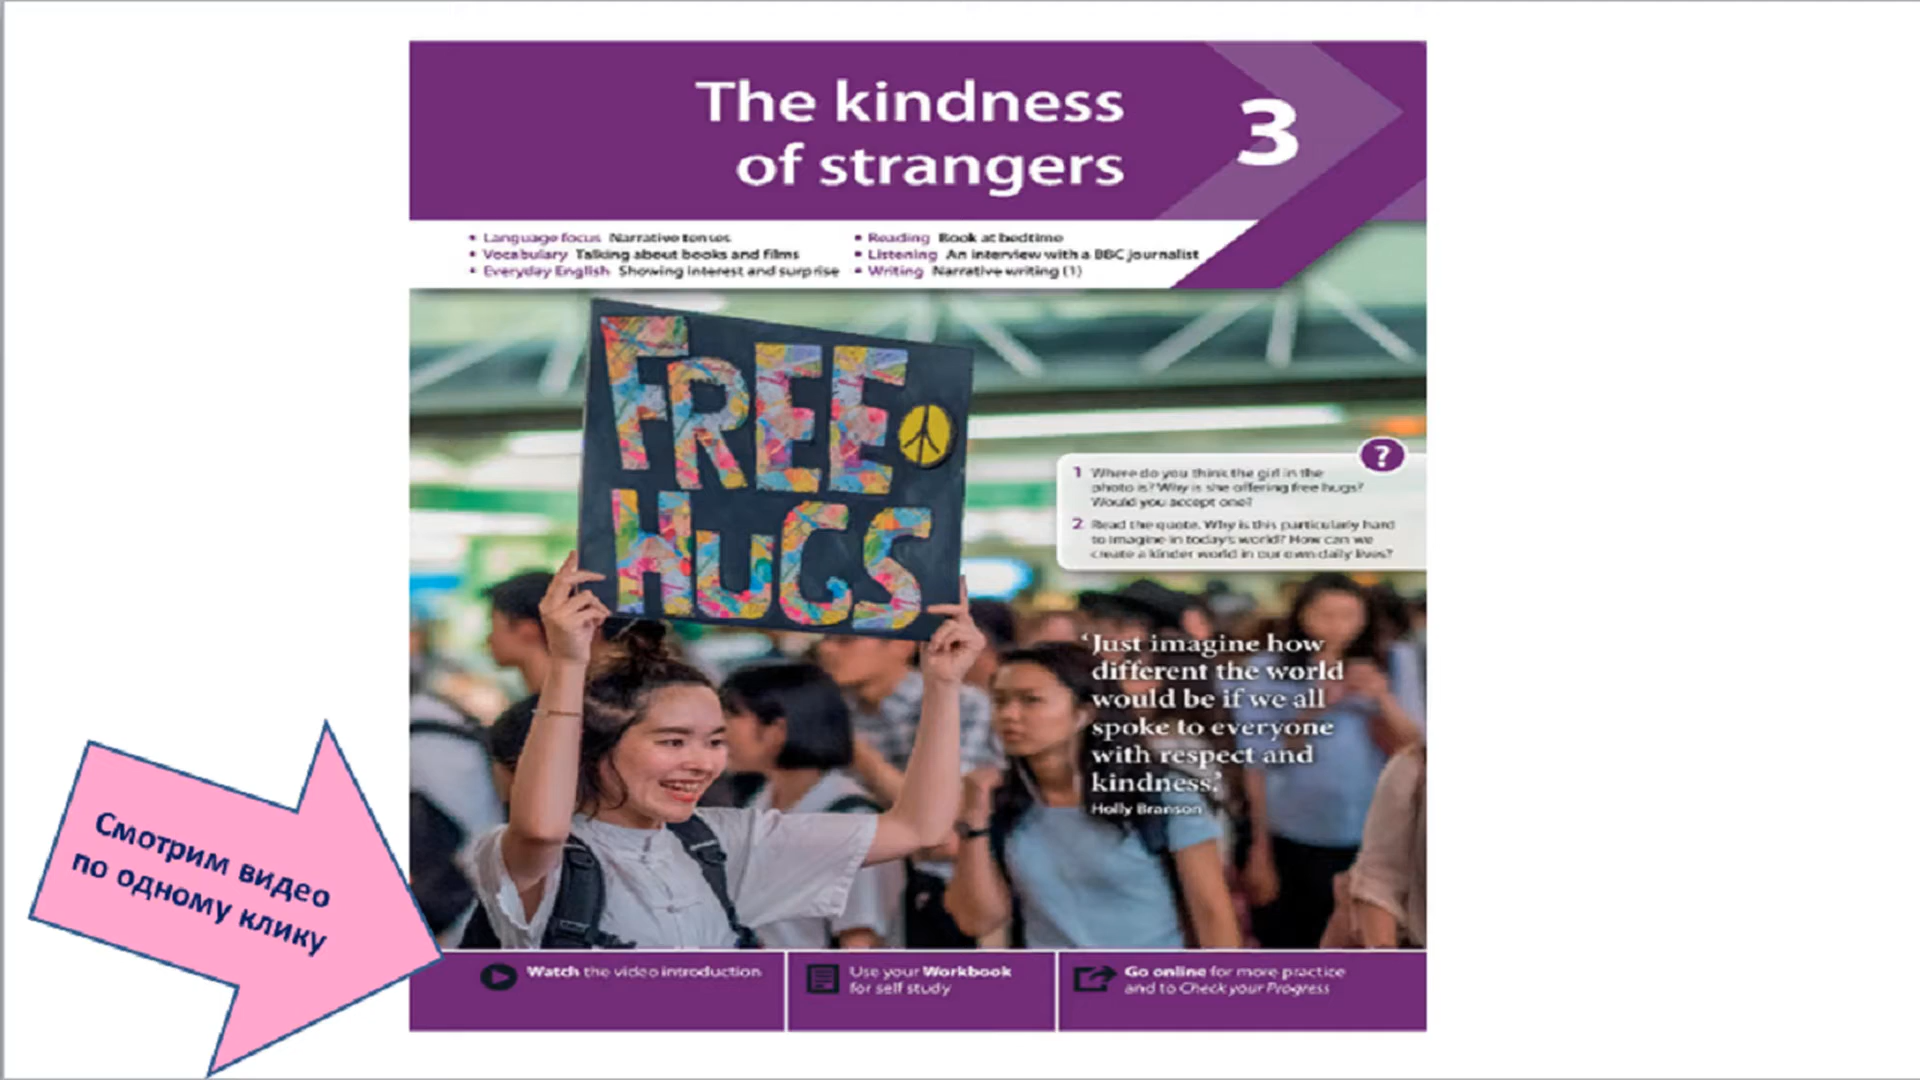 The kindness
of strangers
3
• Language focus Narrative tenses
• Vocabulary Talking about books and films
• Everyday English Showing interest and surprise
• Reading Book at bedtime
• Listening An interview with a BBC journalist
• Writing Narrative writing (1)
FREE
HuGS
?
1 Where do you think the girl in the
photo is? Why is she offering free hugs?
Would you accept one?
2 Read the quote. Why is this particularly hard
to imagine in today's world? How can we
create a kinder world in our own daily lives?
‘Just imagine how
different the world
would be if we all
spoke to everyone
with respect and
kindness.’
Holly Branson
Смотрим видео
по одному клику
Watch the video introduction
Use your Workbook
for self study
Go online for more practice
and to Check your Progress